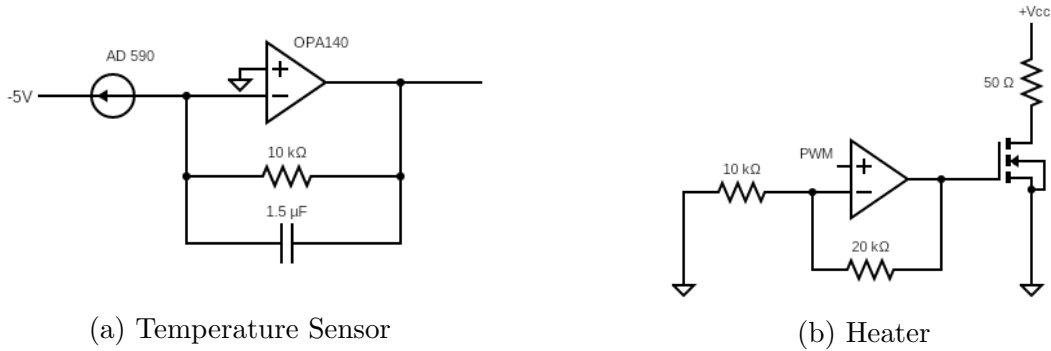 AD 590
OPA140
-5V
10 kΩ
1.5 µF
(a) Temperature Sensor
+Vcc
50 Ω
PWM
10 kΩ
20 kΩ
(b) Heater